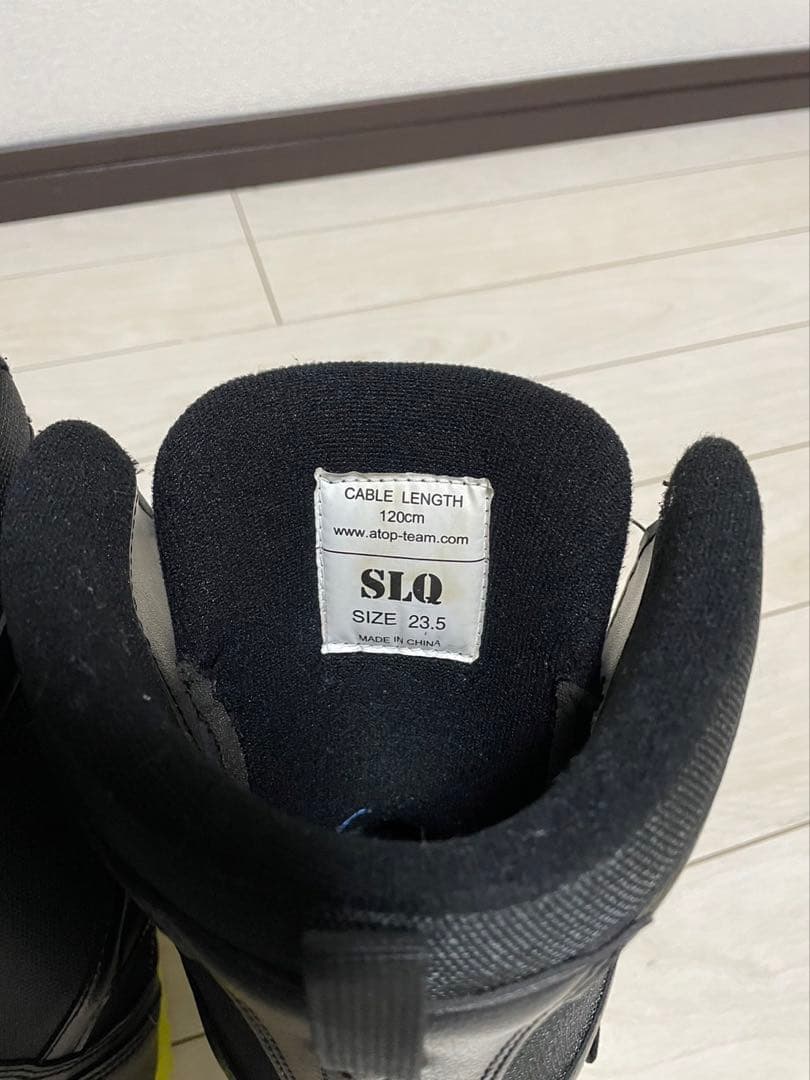 CABLE LENGTH
120cm
www.atop-team.com
SLQ
SIZE 23.5
MADE IN CHINA